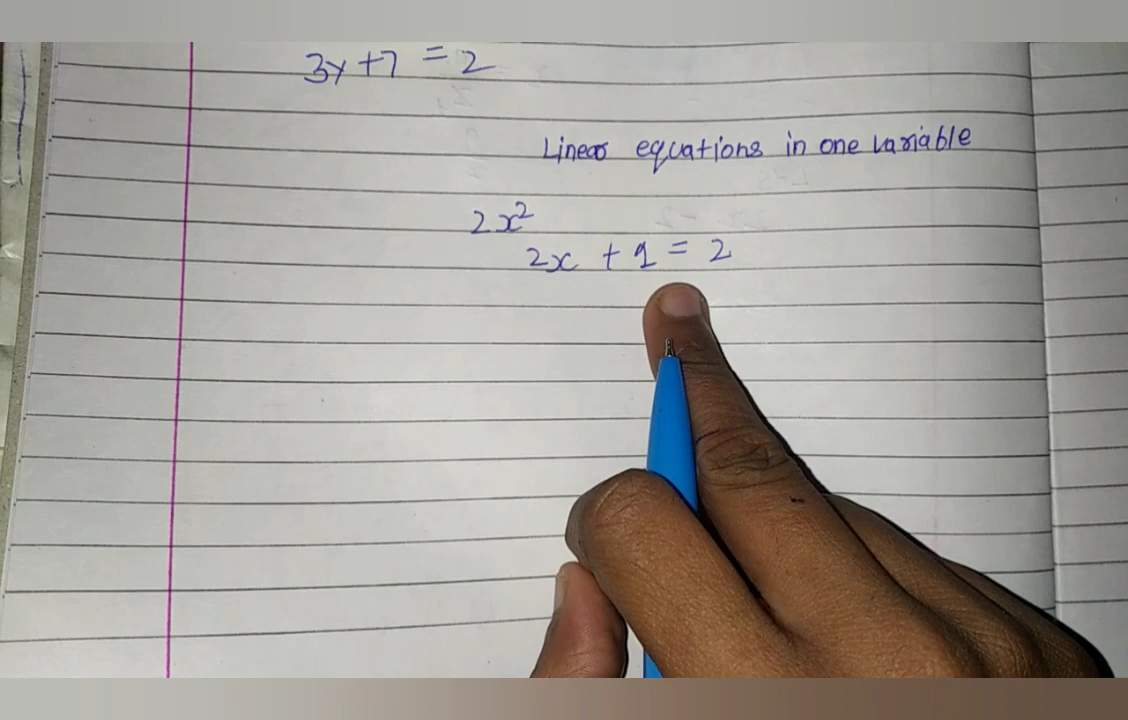 3y + 7 = 2
Linear equations in one variable
2x²
2x + 1 = 2